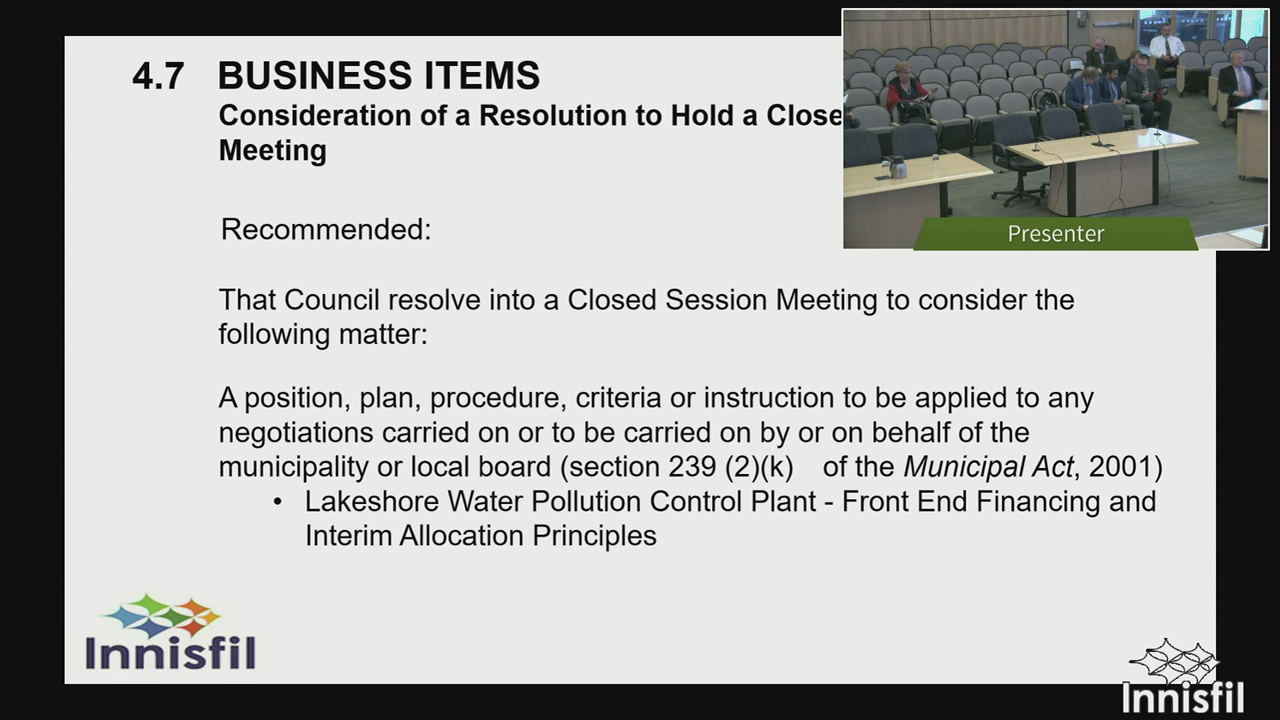 4.7 BUSINESS ITEMS
Consideration of a Resolution to Hold a Close
Meeting
Presenter
Recommended:
That Council resolve into a Closed Session Meeting to consider the
following matter:
A position, plan, procedure, criteria or instruction to be applied to any
negotiations carried on or to be carried on by or on behalf of the
municipality or local board (section 239 (2)(k) of the Municipal Act, 2001)
• Lakeshore Water Pollution Control Plant - Front End Financing and
Interim Allocation Principles
Innisfil
Innisfil